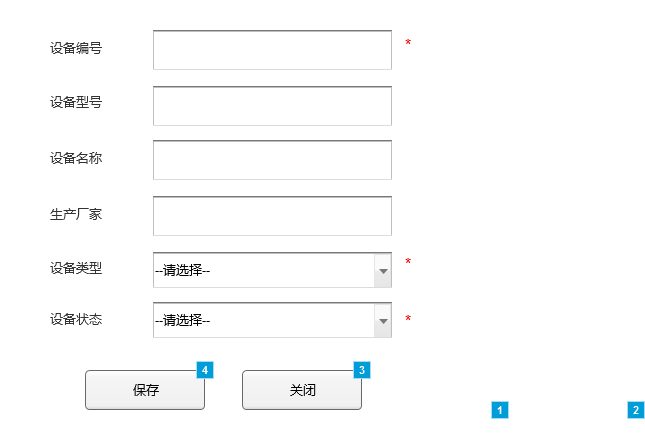 设备编号 *
设备型号
设备名称
生产厂家
设备类型 --请选择-- *
设备状态 --请选择-- *
保存 4 关闭 3
1 2